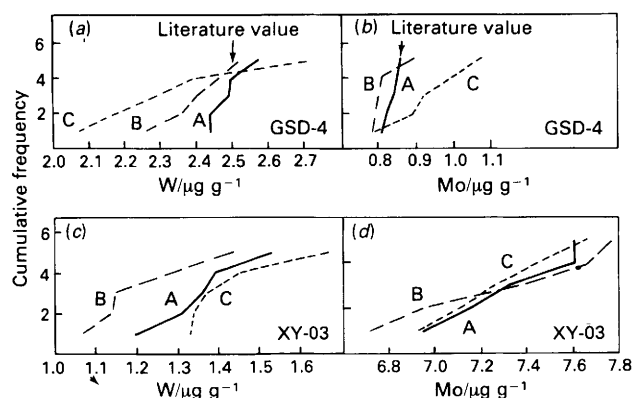 (a) Literature value
(b) Literature value
6
4
2
C
B
A
GSD-4
B
A
C
GSD-4
2.0 2.1 2.2 2.3 2.4 2.5 2.6 2.7
W/µg g⁻¹
0.8 0.9 1.0 1.1
Mo/µg g⁻¹
Cumulative frequency
(c)
(d)
6
4
2
B
A
C
XY-03
B
C
A
XY-03
1.0 1.1 1.2 1.3 1.4 1.5 1.6
W/µg g⁻¹
7.0 7.2 7.4 7.6 7.8
Mo/µg g⁻¹